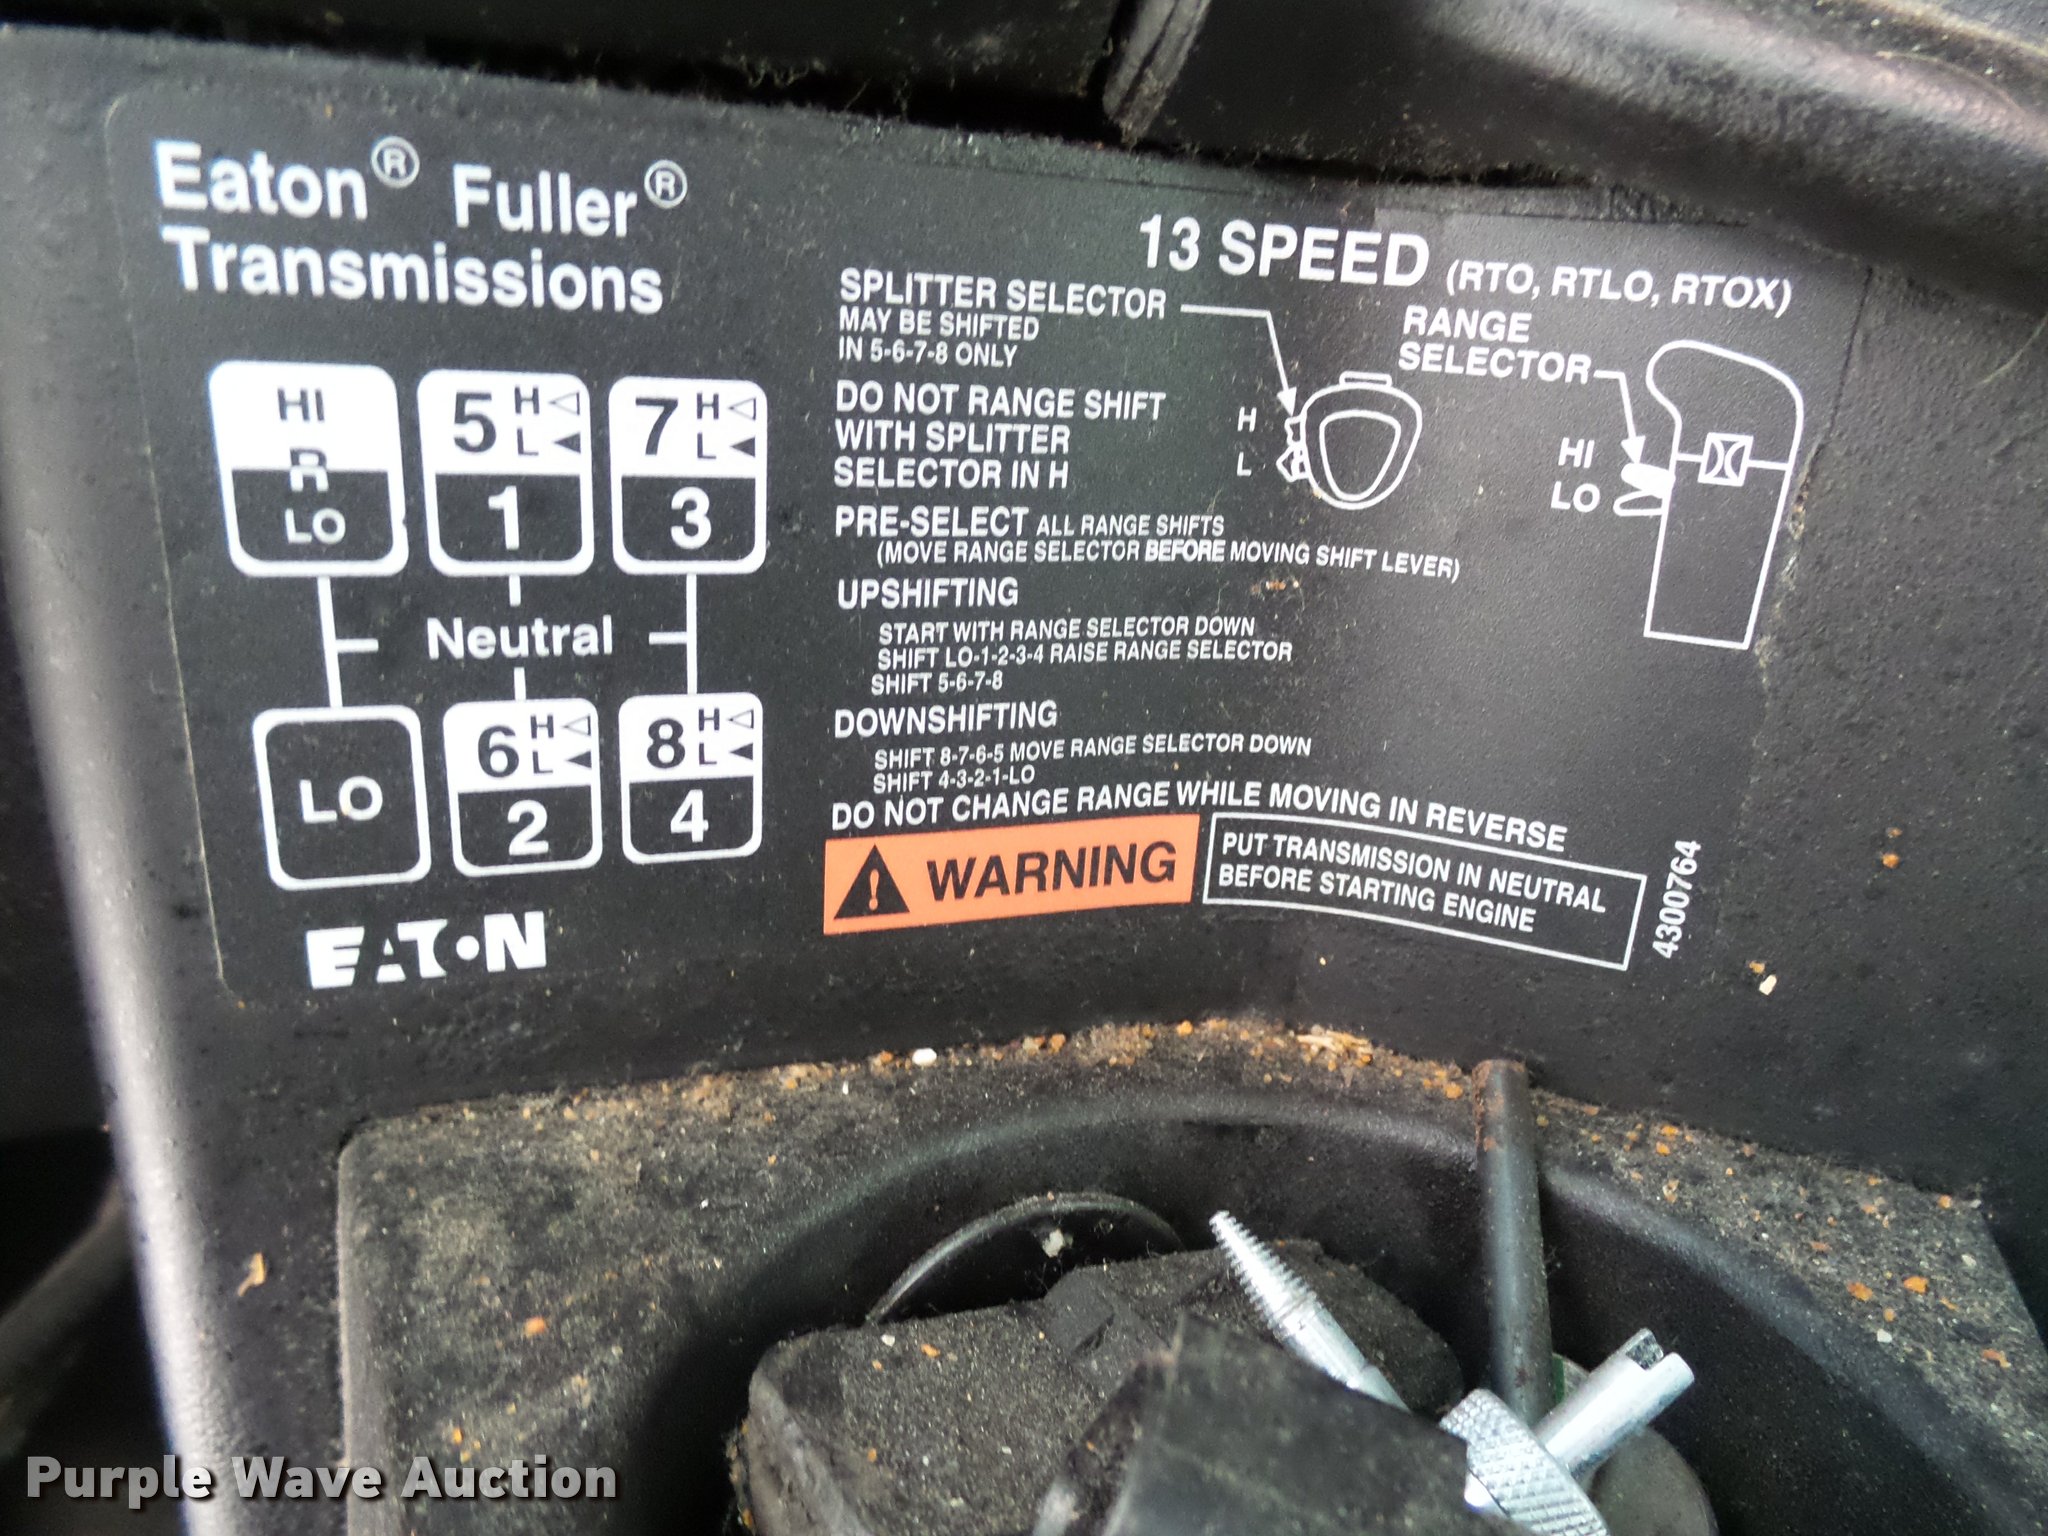 Eaton® Fuller®
Transmissions
HI
R
LO
5 H
L
1
7 H
L
3
Neutral
LO
6 H
L
2
8 H
L
4
EATON
13 SPEED (RTO, RTLO, RTOX)
SPLITTER SELECTOR
MAY BE SHIFTED
IN 5-6-7-8 ONLY
H
L
RANGE
SELECTOR
HI
LO
DO NOT RANGE SHIFT
WITH SPLITTER
SELECTOR IN H
PRE-SELECT ALL RANGE SHIFTS
(MOVE RANGE SELECTOR BEFORE MOVING SHIFT LEVER)
UPSHIFTING
START WITH RANGE SELECTOR DOWN
SHIFT LO-1-2-3-4 RAISE RANGE SELECTOR
SHIFT 5-6-7-8
DOWNSHIFTING
SHIFT 8-7-6-5 MOVE RANGE SELECTOR DOWN
SHIFT 4-3-2-1-LO
DO NOT CHANGE RANGE WHILE MOVING IN REVERSE
WARNING
PUT TRANSMISSION IN NEUTRAL
BEFORE STARTING ENGINE
4300764
Purple Wave Auction